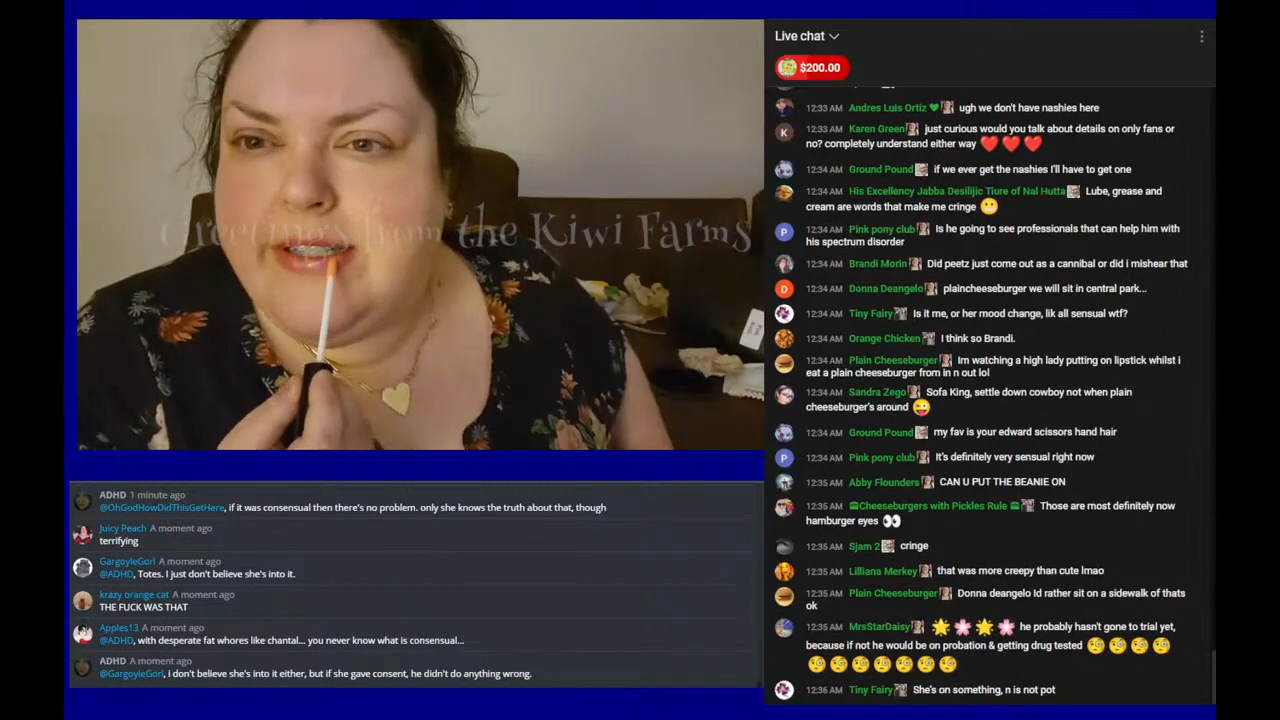 Greetings from the Kiwi Farms
ADHD 1 minute ago
@OhGodHowDidThisGetHere, if it was consensual then there's no problem. only she knows the truth about that, though
Juicy Peach A moment ago
terrifying
GargoyleGorl A moment ago
@ADHD, Totes. I just don't believe she's into it.
krazy orange cat A moment ago
THE FUCK WAS THAT
Apples13 A moment ago
@ADHD, with desperate fat whores like chantal... you never know what is consensual...
ADHD A moment ago
@GargoyleGorl, I don't believe she's into it either, but if she gave consent, he didn't do anything wrong.
Live chat
$200.00
12:33 AM Andres Luis Ortiz ugh we don't have nashies here
12:33 AM Karen Green just curious would you talk about details on only fans or
no? completely understand either way
12:34 AM Ground Pound if we ever get the nashies I'll have to get one
12:34 AM His Excellency Jabba Desilijic Tiure of Nal Hutta Lube, grease and
cream are words that make me cringe
12:34 AM Pink pony club Is he going to see professionals that can help him with
his spectrum disorder
12:34 AM Brandi Morin Did peetz just come out as a cannibal or did i mishear that
12:34 AM Donna Deangelo plaincheeseburger we will sit in central park...
12:34 AM Tiny Fairy Is it me, or her mood change, lik all sensual wtf?
12:34 AM Orange Chicken I think so Brandi.
12:34 AM Plain Cheeseburger Im watching a high lady putting on lipstick whilst i
eat a plain cheeseburger from in n out lol
12:34 AM Sandra Zego Sofa King, settle down cowboy not when plain
cheeseburger's around
12:34 AM Ground Pound my fav is your edward scissors hand hair
12:34 AM Pink pony club It's definitely very sensual right now
12:35 AM Abby Flounders CAN U PUT THE BEANIE ON
12:35 AM Cheeseburgers with Pickles Rule Those are most definitely now
hamburger eyes
12:35 AM Sjam 2 cringe
12:35 AM Lilliana Merkey that was more creepy than cute lmao
12:35 AM Plain Cheeseburger Donna deangelo Id rather sit on a sidewalk of thats
ok
12:35 AM MrsStarDaisy he probably hasn't gone to trial yet,
because if not he would be on probation & getting drug tested
12:36 AM Tiny Fairy She's on something, n is not pot